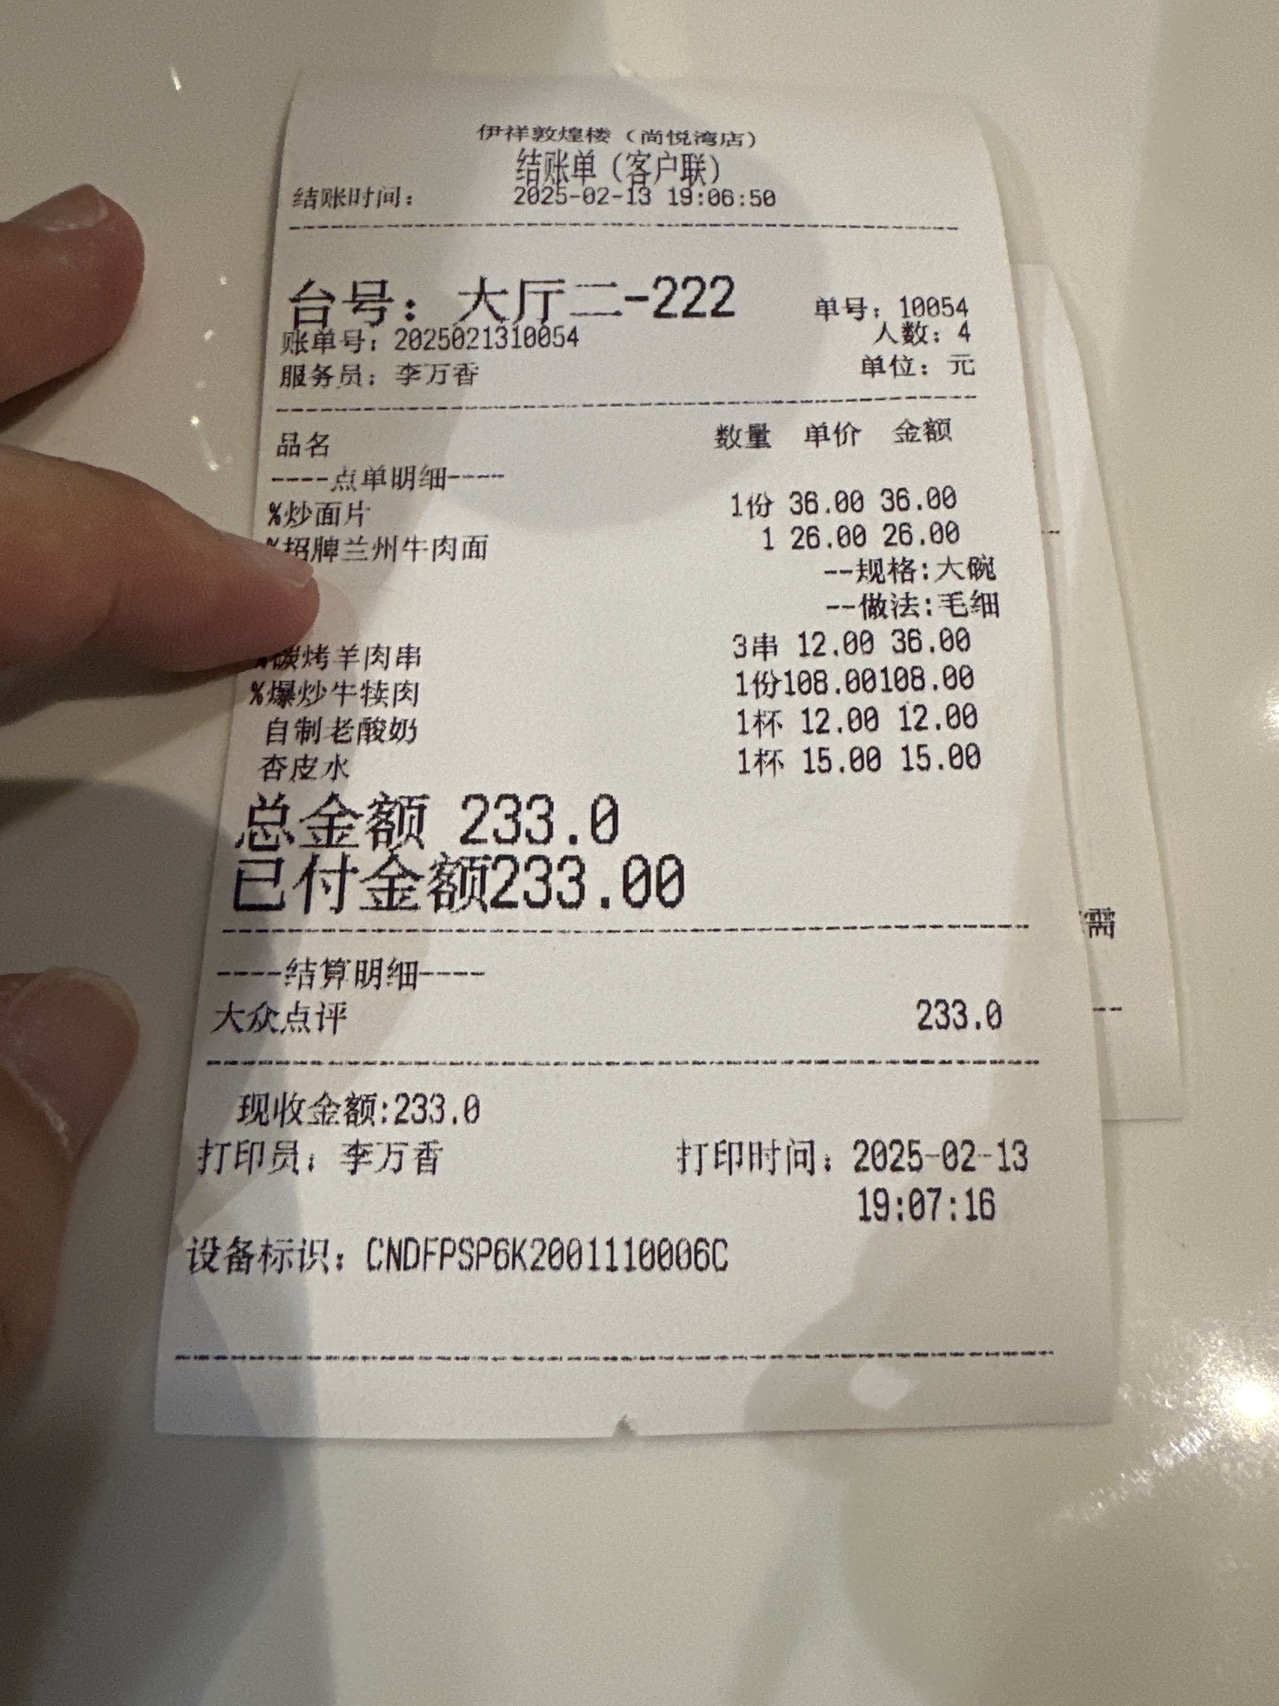 伊祥敦煌楼（尚悦湾店）
结账单（客户联）
结账时间： 2025-02-13 19:06:50
台号：大厅二-222 单号：10054
账单号：2025021310054 人数：4
服务员：李万香 单位：元
品名 数量 单价 金额
----点单明细----
%炒面片 1份 36.00 36.00
%招牌兰州牛肉面 1 26.00 26.00
--规格:大碗
--做法:毛细
%碳烤羊肉串 3串 12.00 36.00
%爆炒牛犊肉 1份108.00108.00
自制老酸奶 1杯 12.00 12.00
杏皮水 1杯 15.00 15.00
总金额 233.0
已付金额233.00
----结算明细----
大众点评 233.0
现收金额:233.0
打印员：李万香 打印时间：2025-02-13
19:07:16
设备标识：CNDFPSP6K2001110006C
需